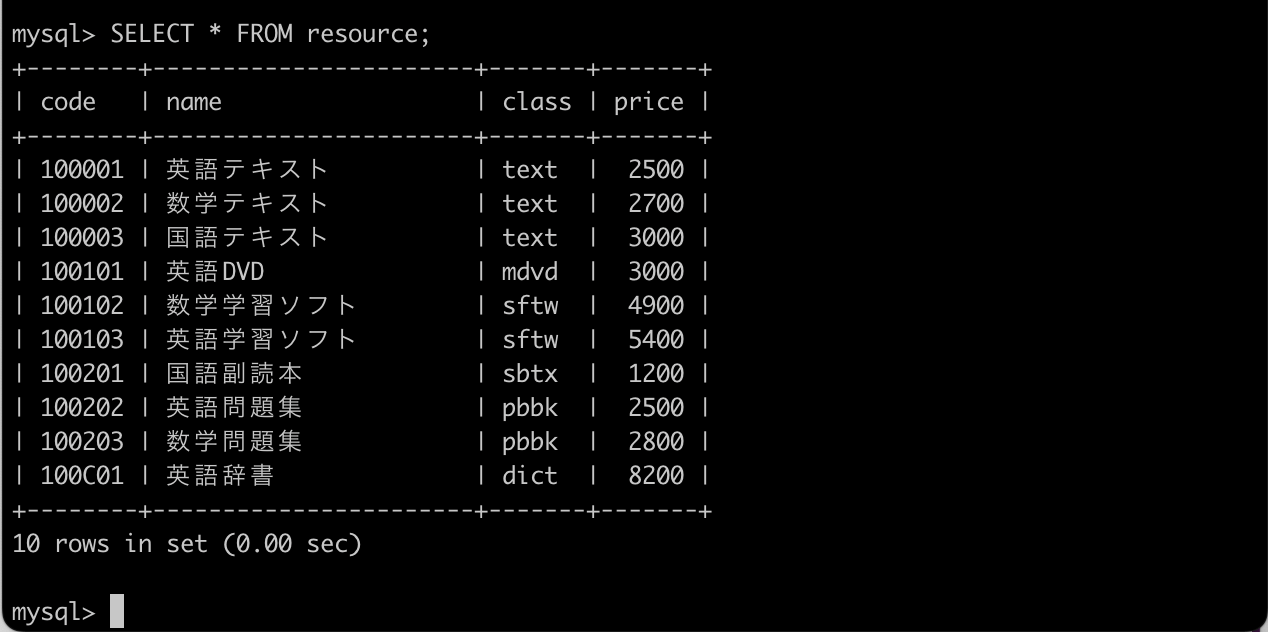 mysql> SELECT * FROM resource;
+--------+-----------------------+-------+-------+
| code   | name                  | class | price |
+--------+-----------------------+-------+-------+
| 100001 | 英語テキスト          | text  |  2500 |
| 100002 | 数学テキスト          | text  |  2700 |
| 100003 | 国語テキスト          | text  |  3000 |
| 100101 | 英語DVD               | mdvd  |  3000 |
| 100102 | 数学学習ソフト        | sftw  |  4900 |
| 100103 | 英語学習ソフト        | sftw  |  5400 |
| 100201 | 国語副読本            | sbtx  |  1200 |
| 100202 | 英語問題集            | pbbk  |  2500 |
| 100203 | 数学問題集            | pbbk  |  2800 |
| 100C01 | 英語辞書              | dict  |  8200 |
+--------+-----------------------+-------+-------+
10 rows in set (0.00 sec)
mysql>